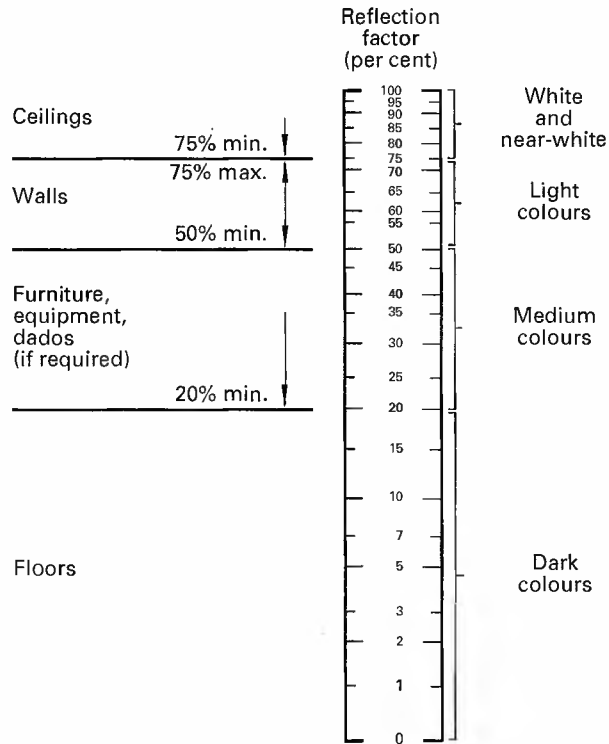 Reflection
factor
(per cent)
Ceilings
75% min.
75% max.
Walls
50% min.
Furniture,
equipment,
dados
(if required)
20% min.
Floors
100
95
90
85
80
75
70
65
60
55
50
45
40
35
30
25
20
15
10
7
5
3
2
1
0
White
and
near-white
Light
colours
Medium
colours
Dark
colours